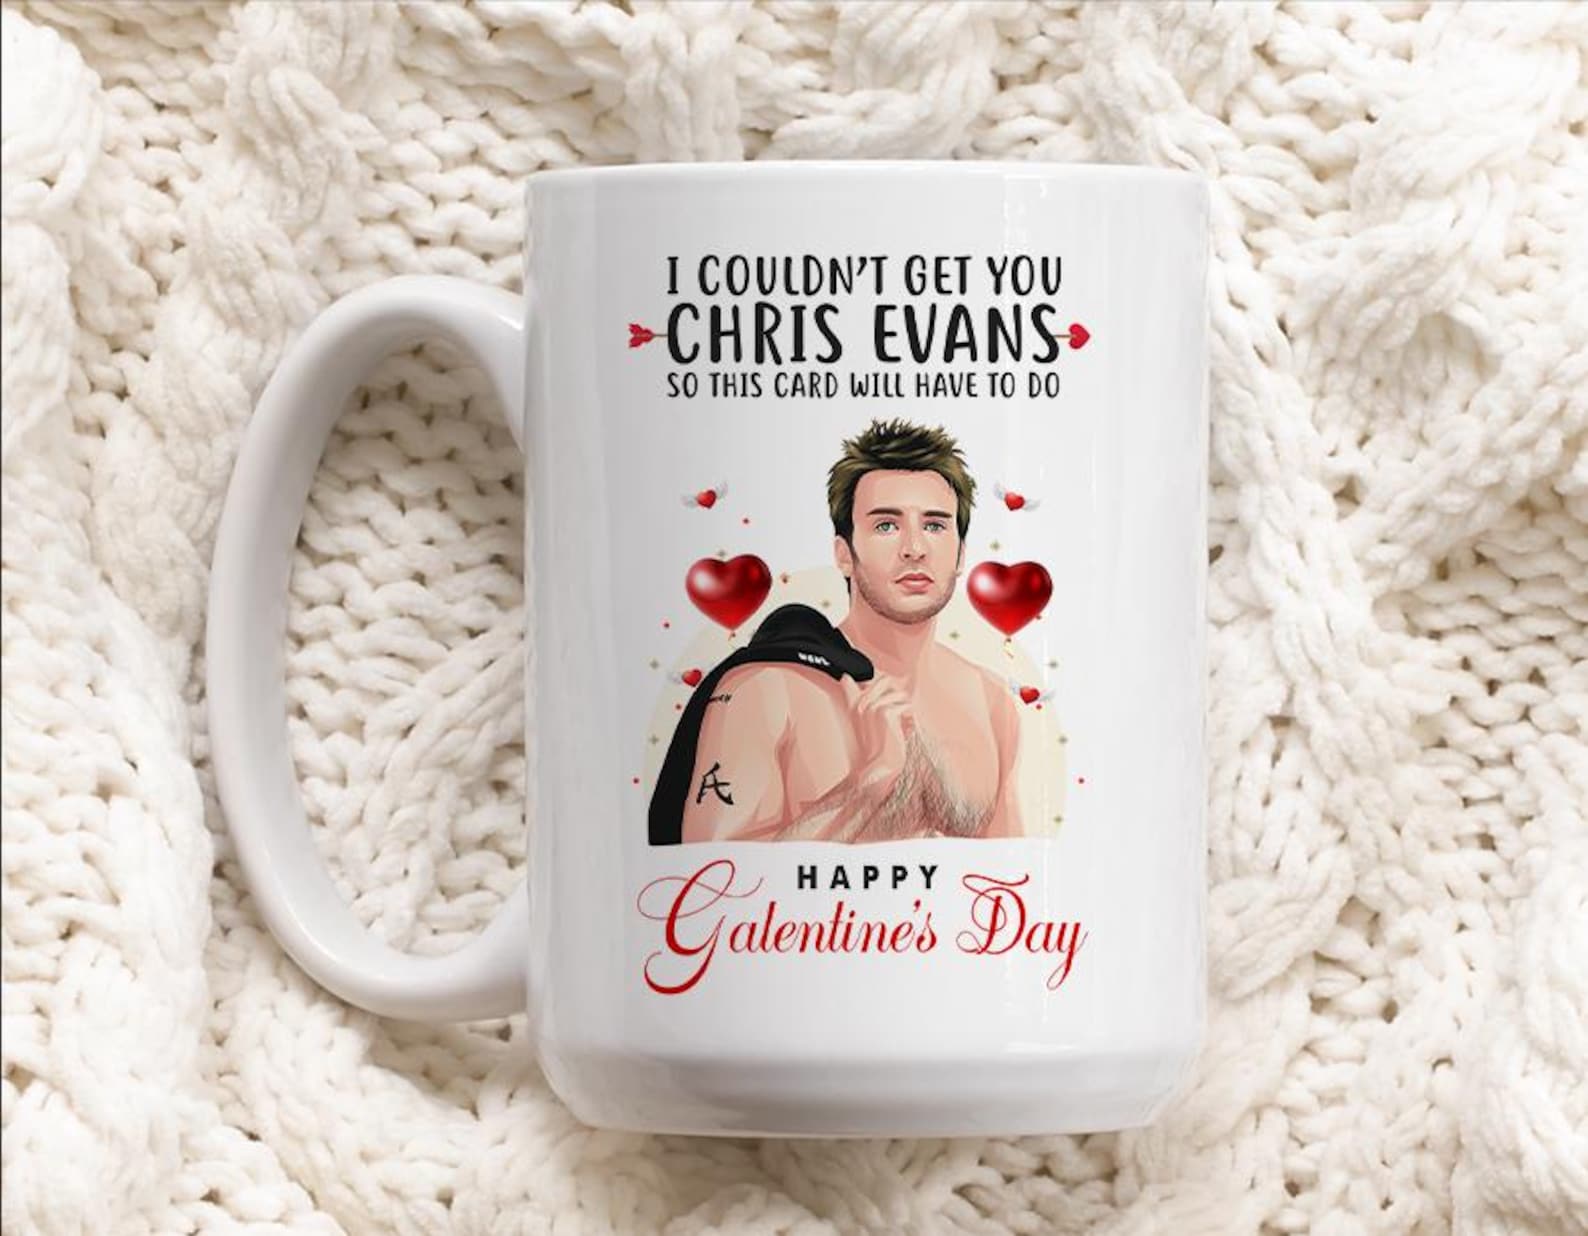 I COULDN'T GET YOU
CHRIS EVANS
SO THIS CARD WILL HAVE TO DO
HAPPY
Galentine's Day